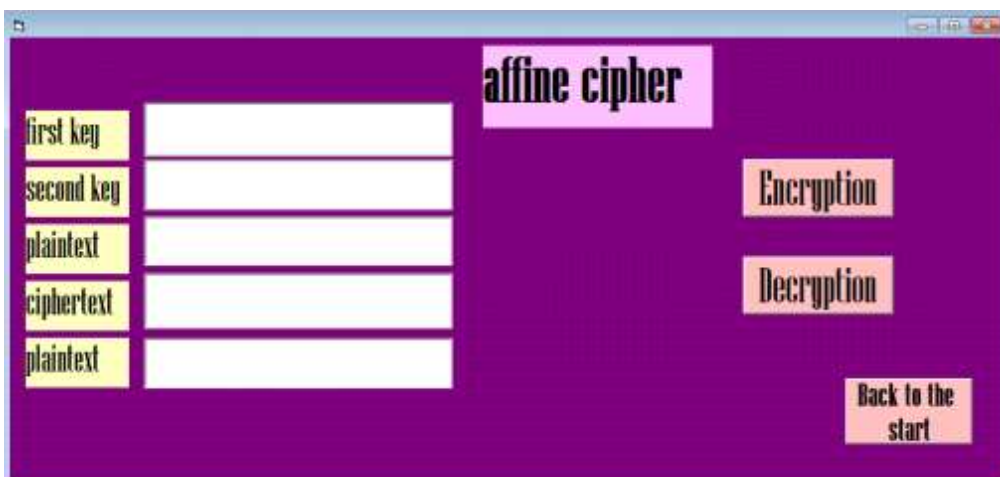 affine cipher
first key
second key
plaintext
ciphertext
plaintext
Encryption
Decryption
Back to the
start